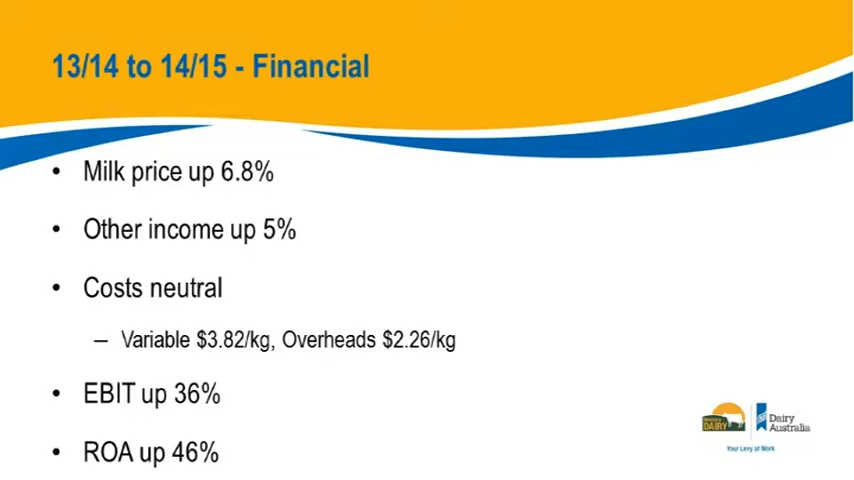 13/14 to 14/15 - Financial
• Milk price up 6.8%
• Other income up 5%
• Costs neutral
– Variable $3.82/kg, Overheads $2.26/kg
• EBIT up 36%
• ROA up 46%
DAIRY
Dairy
Australia
Your Levy at Work